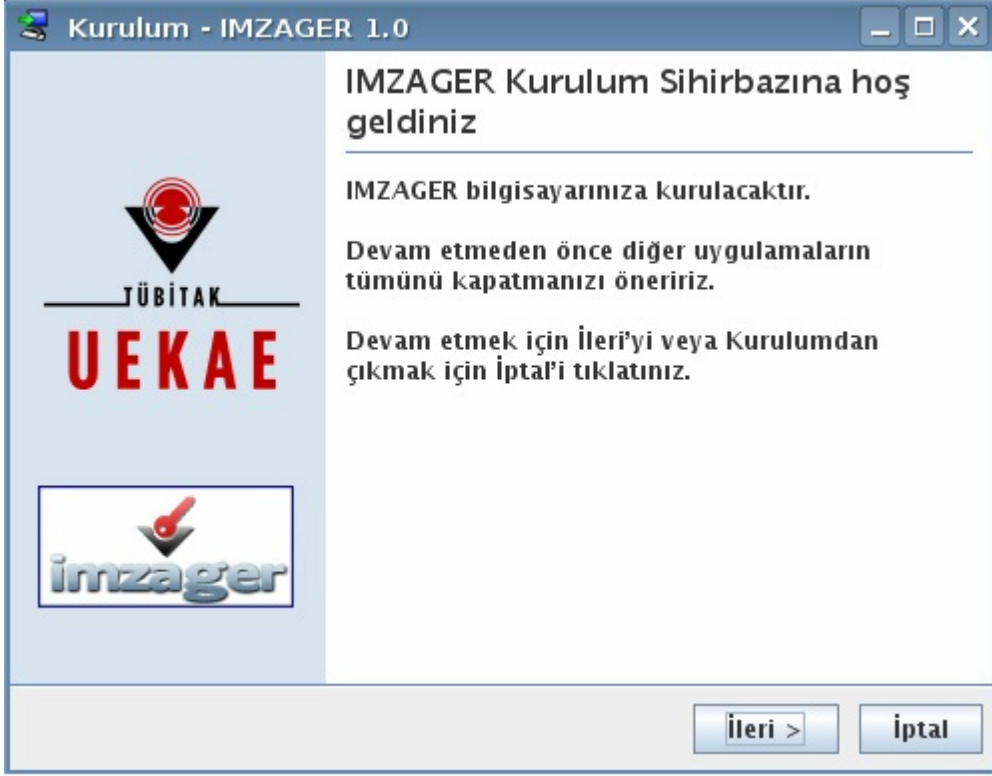 Kurulum - IMZAGER 1.0
IMZAGER Kurulum Sihirbazına hoş
geldiniz
IMZAGER bilgisayarınıza kurulacaktır.
Devam etmeden önce diğer uygulamaların
tümünü kapatmanızı öneririz.
Devam etmek için İleri'yi veya Kurulumdan
çıkmak için İptal'i tıklatınız.
TÜBİTAK
UEKAE
imzager
İleri >
İptal